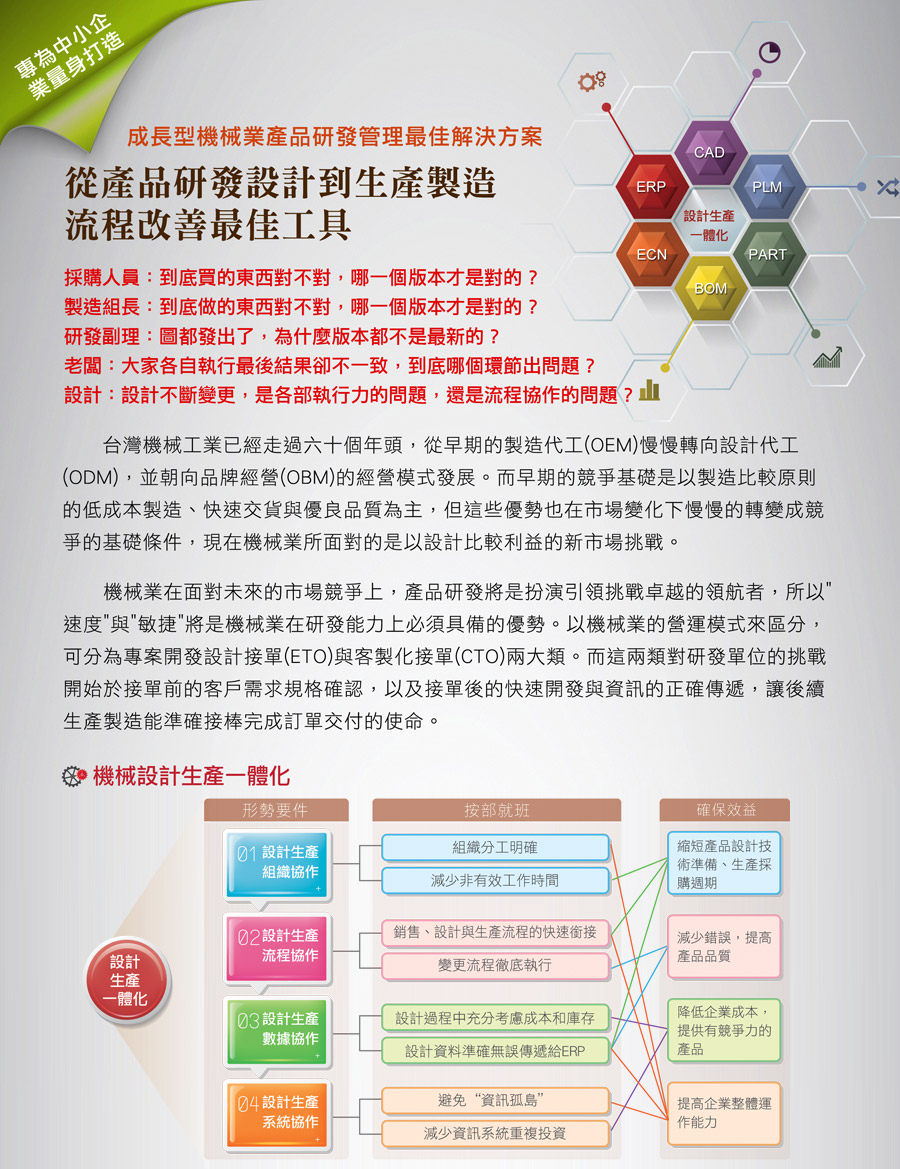 專為中小企
業量身打造
成長型機械業產品研發管理最佳解決方案
從產品研發設計到生產製造
流程改善最佳工具
CAD
ERP
PLM
設計生產
一體化
ECN
PART
BOM
採購人員：到底買的東西對不對，哪一個版本才是對的？
製造組長：到底做的東西對不對，哪一個版本才是對的？
研發副理：圖都發出了，為什麼版本都不是最新的？
老闆：大家各自執行最後結果卻不一致，到底哪個環節出問題？
設計：設計不斷變更，是各部執行力的問題，還是流程協作的問題？
台灣機械工業已經走過六十個年頭，從早期的製造代工(OEM)慢慢轉向設計代工
(ODM)，並朝向品牌經營(OBM)的經營模式發展。而早期的競爭基礎是以製造比較原則
的低成本製造、快速交貨與優良品質為主，但這些優勢也在市場變化下慢慢的轉變成競
爭的基礎條件，現在機械業所面對的是以設計比較利益的新市場挑戰。
機械業在面對未來的市場競爭上，產品研發將是扮演引領挑戰卓越的領航者，所以"
速度"與"敏捷"將是機械業在研發能力上必須具備的優勢。以機械業的營運模式來區分，
可分為專案開發設計接單(ETO)與客製化接單(CTO)兩大類。而這兩類對研發單位的挑戰
開始於接單前的客戶需求規格確認，以及接單後的快速開發與資訊的正確傳遞，讓後續
生產製造能準確接棒完成訂單交付的使命。
機械設計生產一體化
形勢要件
按部就班
確保效益
設計
生產
一體化
01 設計生產
組織協作
組織分工明確
減少非有效工作時間
縮短產品設計技
術準備、生產採
購週期
02 設計生產
流程協作
銷售、設計與生產流程的快速銜接
變更流程徹底執行
減少錯誤，提高
產品品質
03 設計生產
數據協作
設計過程中充分考慮成本和庫存
設計資料準確無誤傳遞給ERP
降低企業成本，
提供有競爭力的
產品
04 設計生產
系統協作
避免“資訊孤島”
減少資訊系統重複投資
提高企業整體運
作能力